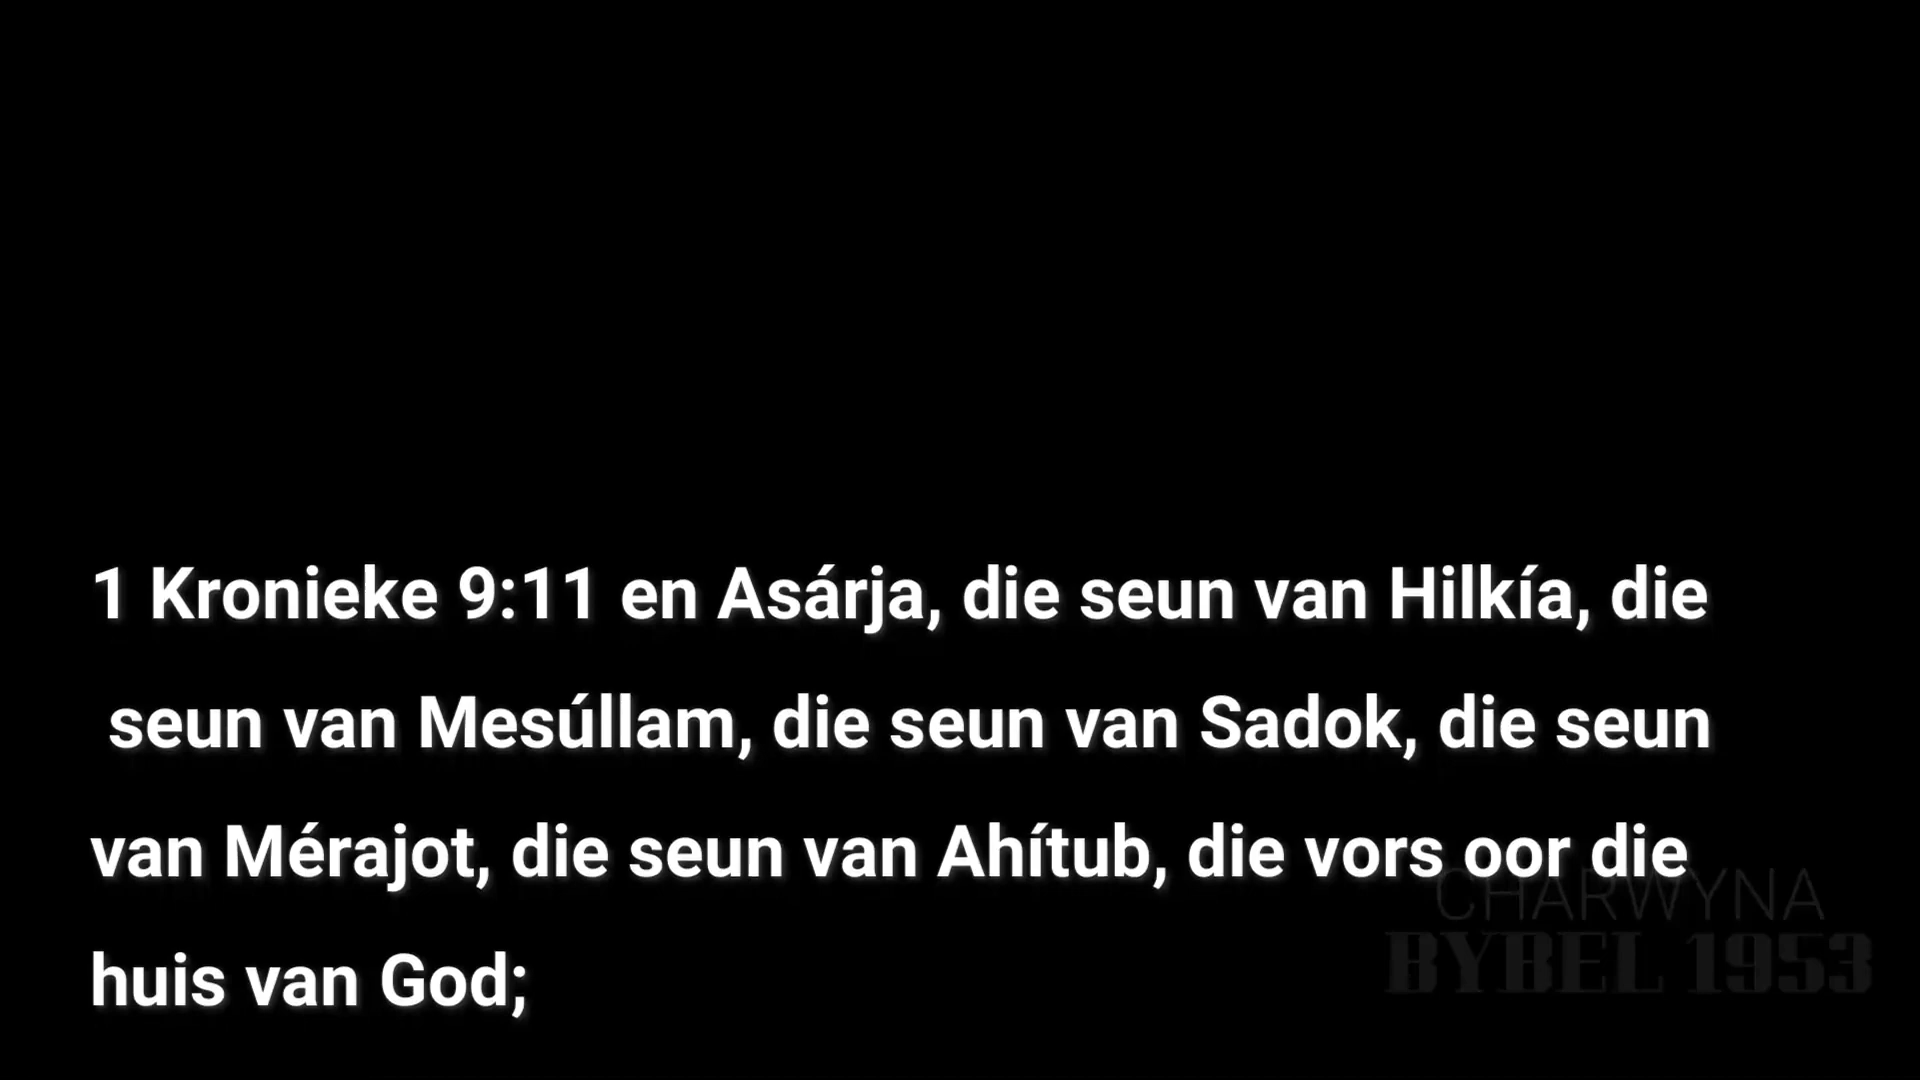 1 Kronieke 9:11 en Asárja, die seun van Hilkía, die
seun van Mesúllam, die seun van Sadok, die seun
van Mérajot, die seun van Ahítub, die vors oor die
huis van God;
CHARWYNA
BYBEL 1953